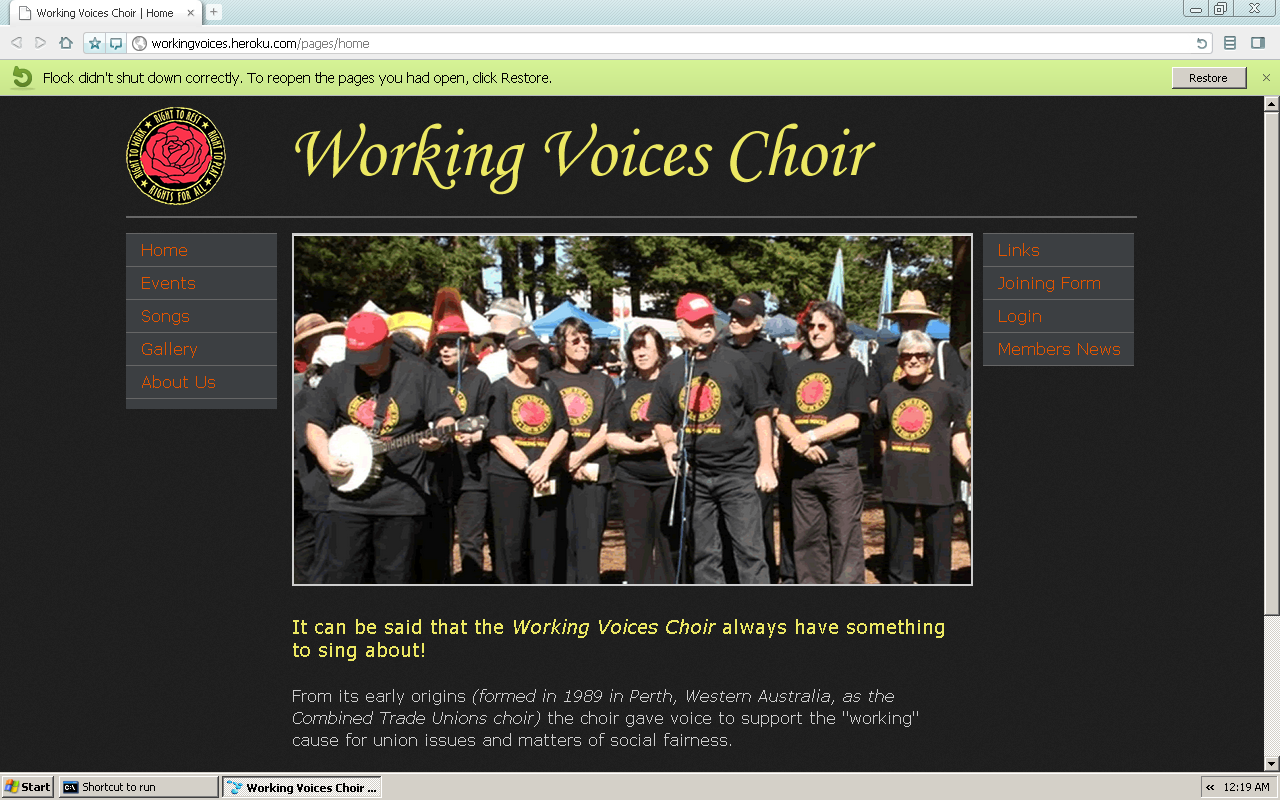 Working Voices Choir | Home
workingvoices.heroku.com/pages/home
Flock didn't shut down correctly. To reopen the pages you had open, click Restore.
Restore
RIGHT TO WORK ★ RIGHT TO REST ★ RIGHT TO PLAY ★ RIGHTS FOR ALL ★
Working Voices Choir
Home
Events
Songs
Gallery
About Us
Links
Joining Form
Login
Members News
WORKING VOICES
It can be said that the Working Voices Choir always have something
to sing about!
From its early origins (formed in 1989 in Perth, Western Australia, as the
Combined Trade Unions choir) the choir gave voice to support the "working"
cause for union issues and matters of social fairness.
Start
Shortcut to run
Working Voices Choir ...
12:19 AM